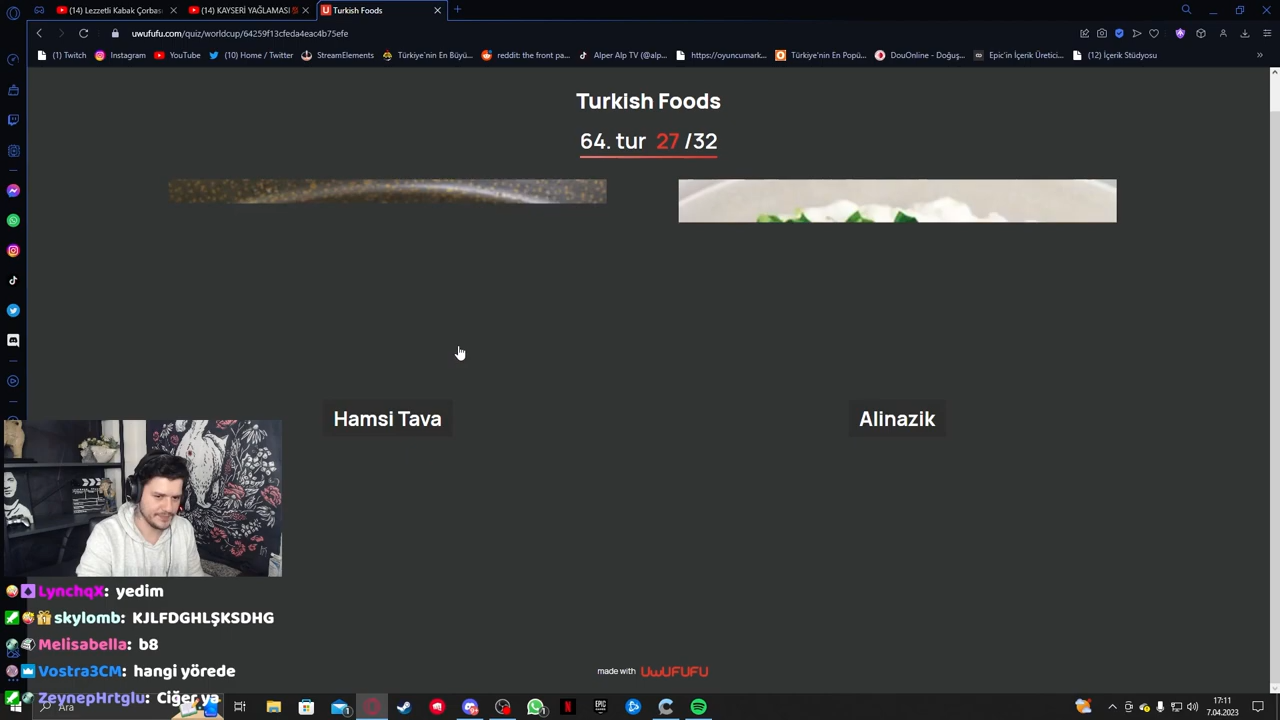 (14) Lezzetli Kabak Çorbası
(14) KAYSERİ YAĞLAMASI
Turkish Foods
uwufufu.com/quiz/worldcup/64259f13cfeda4eac4b75efe
(1) Twitch
Instagram
YouTube
(10) Home / Twitter
StreamElements
Türkiye'nin En Büyü...
reddit: the front pa...
Alper Alp TV (@alp...
https://oyuncumark...
Türkiye'nin En Popü...
DouOnline - Doğuş...
Epic'in İçerik Üretici...
(12) İçerik Stüdyosu
Turkish Foods
64. tur 27 /32
Hamsi Tava
Alinazik
LynchqX: yedim
skylomb: KJLFDGHLŞKSDHG
Melisabella: b8
Vostra3CM: hangi yörede
ZeynepHrtglu: Ciğer ya
made with UWUFUFU
Ara
17:11
7.04.2023